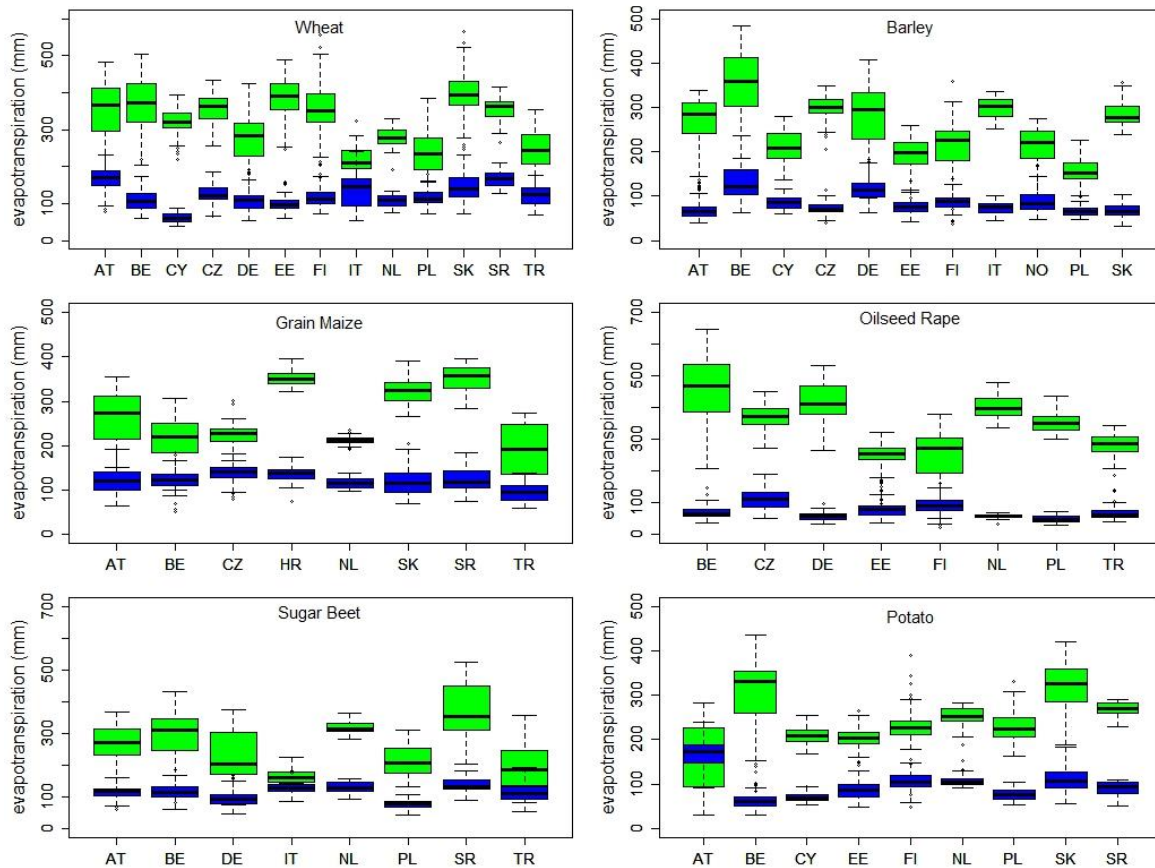 Wheat
evapotranspiration (mm)
0 100 300 500
AT BE CY CZ DE EE FI IT NL PL SK SR TR
Barley
evapotranspiration (mm)
0 100 200 300 400 500
AT BE CY CZ DE EE FI IT NO PL SK
Grain Maize
evapotranspiration (mm)
0 100 200 300 400 500
AT BE CZ HR NL SK SR TR
Oilseed Rape
evapotranspiration (mm)
0 100 300 500 700
BE CZ DE EE FI NL PL TR
Sugar Beet
evapotranspiration (mm)
0 100 300 500 700
AT BE DE IT NL PL SR TR
Potato
evapotranspiration (mm)
0 100 200 300 400 500
AT BE CY EE FI NL PL SK SR